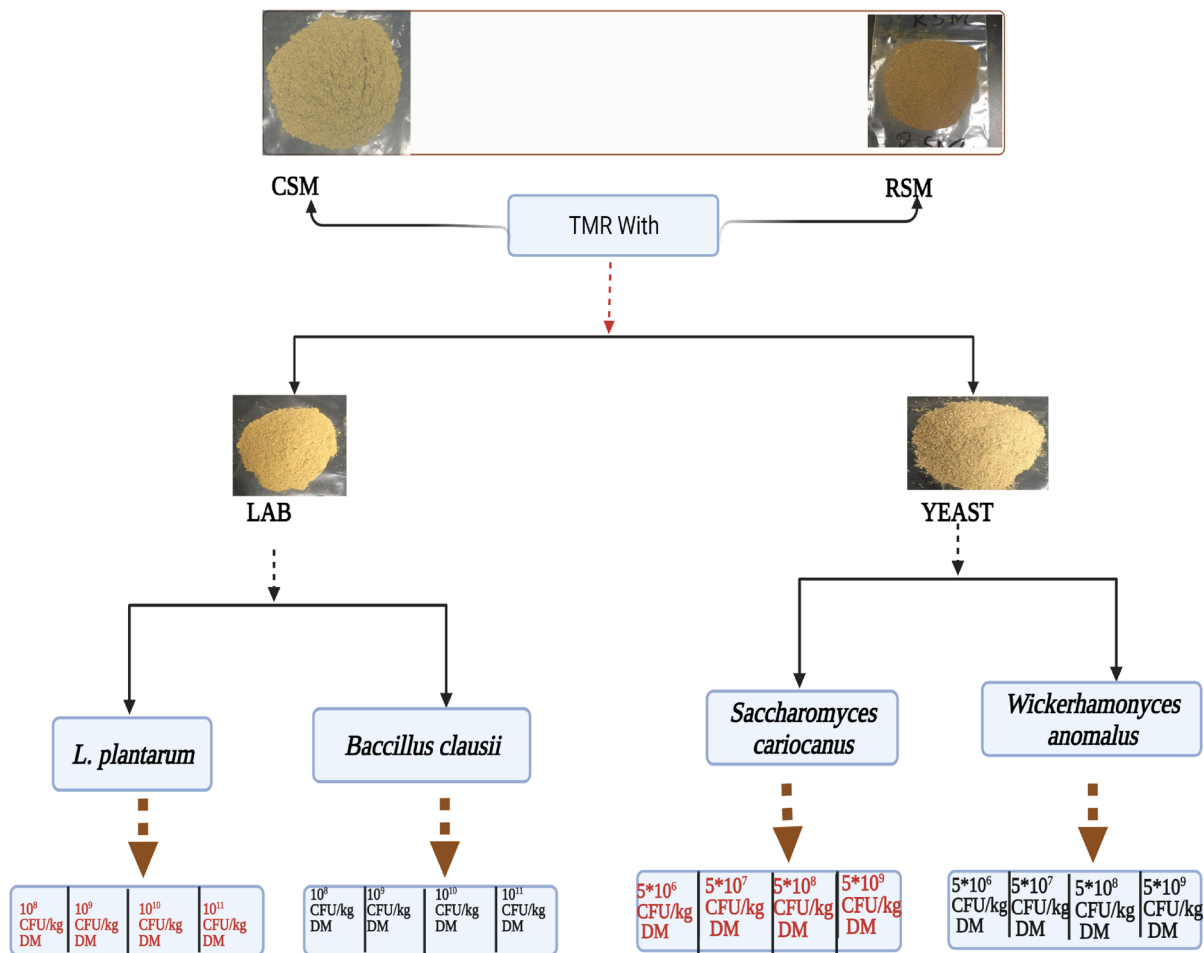 RSM
RSM
CSM
RSM
TMR With
LAB
YEAST
L. plantarum
Baccillus clausii
Saccharomyces
cariocanus
Wickerhamonyces
anomalus
10⁸
CFU/kg
DM
10⁹
CFU/kg
DM
10¹⁰
CFU/kg
DM
10¹¹
CFU/kg
DM
10⁸
CFU/kg
DM
10⁹
CFU/kg
DM
10¹⁰
CFU/kg
DM
10¹¹
CFU/kg
DM
5*10⁶
CFU/kg
DM
5*10⁷
CFU/kg
DM
5*10⁸
CFU/kg
DM
5*10⁹
CFU/kg
DM
5*10⁶
CFU/kg
DM
5*10⁷
CFU/kg
DM
5*10⁸
CFU/kg
DM
5*10⁹
CFU/kg
DM